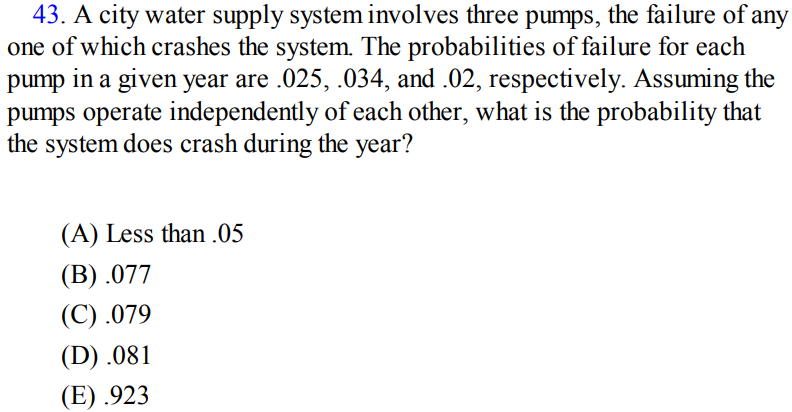 43. A city water supply system involves three pumps, the failure of any
one of which crashes the system. The probabilities of failure for each
pump in a given year are .025, .034, and .02, respectively. Assuming the
pumps operate independently of each other, what is the probability that
the system does crash during the year?
(A) Less than .05
(B) .077
(C) .079
(D) .081
(E) .923